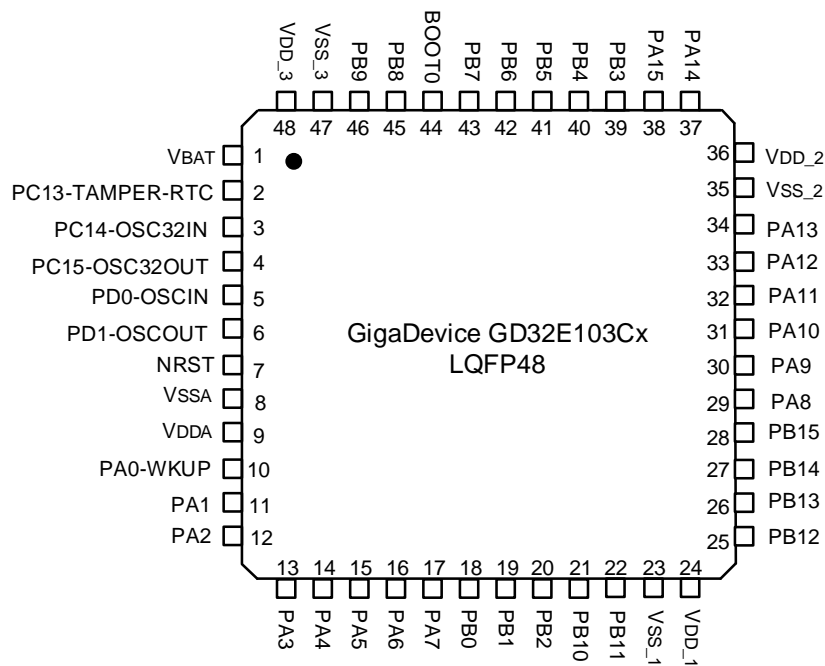 VDD_3
VSS_3
PB9
PB8
BOOT0
PB7
PB6
PB5
PB4
PB3
PA15
PA14
48 47 46 45 44 43 42 41 40 39 38 37
VBAT 1
PC13-TAMPER-RTC 2
PC14-OSC32IN 3
PC15-OSC32OUT 4
PD0-OSCIN 5
PD1-OSCOUT 6
NRST 7
VSSA 8
VDDA 9
PA0-WKUP 10
PA1 11
PA2 12
GigaDevice GD32E103Cx
LQFP48
36 VDD_2
35 VSS_2
34 PA13
33 PA12
32 PA11
31 PA10
30 PA9
29 PA8
28 PB15
27 PB14
26 PB13
25 PB12
13 14 15 16 17 18 19 20 21 22 23 24
PA3
PA4
PA5
PA6
PA7
PB0
PB1
PB2
PB10
PB11
VSS_1
VDD_1